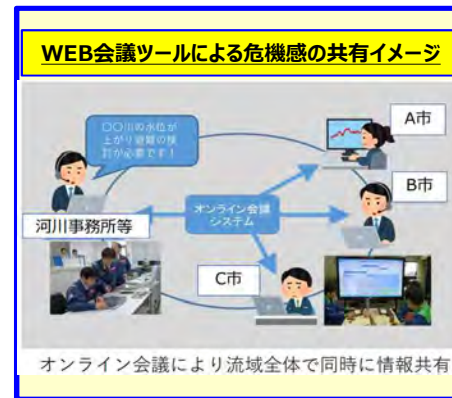 WEB会議ツールによる危機感の共有イメージ
〇〇川の水位が
上がり避難の検
討が必要です！
A市
B市
オンライン会議
システム
河川事務所等
C市
オンライン会議により流域全体で同時に情報共有